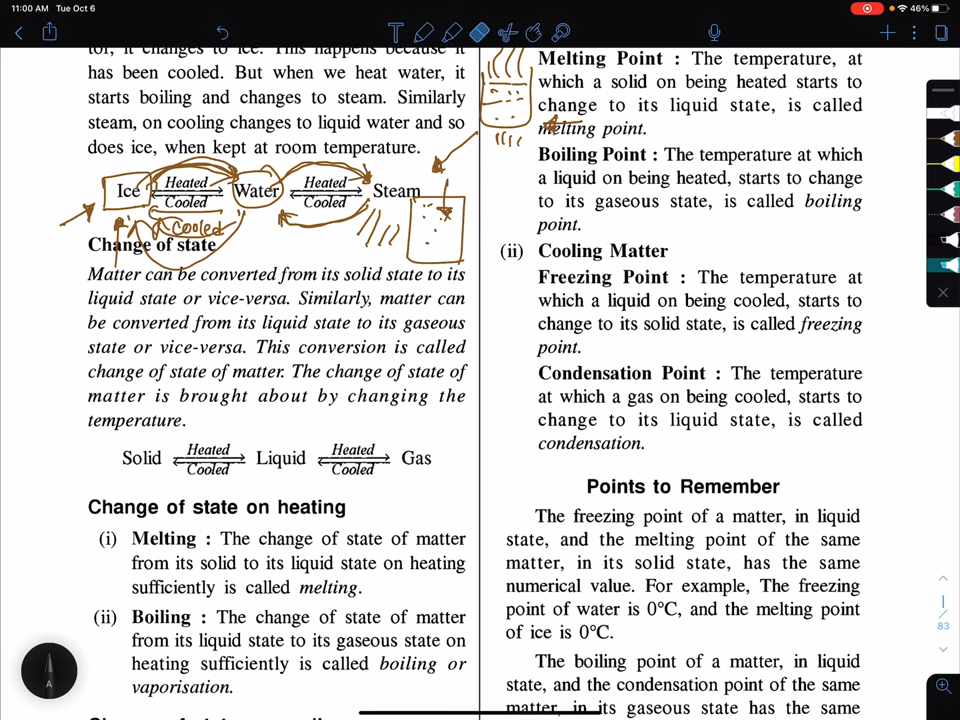 11:00 AM Tue Oct 6
46%
tor, it changes to ice. This happens because it
has been cooled. But when we heat water, it
starts boiling and changes to steam. Similarly
steam, on cooling changes to liquid water and so
does ice, when kept at room temperature.
Ice Heated Cooled Water Heated Cooled Steam
Cooled
Change of state
Matter can be converted from its solid state to its
liquid state or vice-versa. Similarly, matter can
be converted from its liquid state to its gaseous
state or vice-versa. This conversion is called
change of state of matter. The change of state of
matter is brought about by changing the
temperature.
Solid Heated Cooled Liquid Heated Cooled Gas
Change of state on heating
(i) Melting : The change of state of matter
from its solid to its liquid state on heating
sufficiently is called melting.
(ii) Boiling : The change of state of matter
from its liquid state to its gaseous state on
heating sufficiently is called boiling or
vaporisation.
Melting Point : The temperature, at
which a solid on being heated starts to
change to its liquid state, is called
melting point.
Boiling Point : The temperature at which
a liquid on being heated, starts to change
to its gaseous state, is called boiling
point.
(ii) Cooling Matter
Freezing Point : The temperature at
which a liquid on being cooled, starts to
change to its solid state, is called freezing
point.
Condensation Point : The temperature
at which a gas on being cooled, starts to
change to its liquid state, is called
condensation.
Points to Remember
The freezing point of a matter, in liquid
state, and the melting point of the same
matter, in its solid state, has the same
numerical value. For example, The freezing
point of water is 0°C, and the melting point
of ice is 0°C.
The boiling point of a matter, in liquid
state, and the condensation point of the same
matter, in its gaseous state has the same
83
A